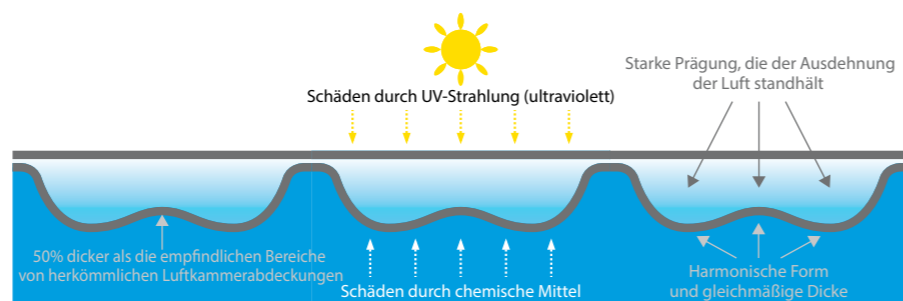 Schäden durch UV-Strahlung (ultraviolett)
Starke Prägung, die der Ausdehnung
der Luft standhält
50% dicker als die empfindlichen Bereiche
von herkömmlichen Luftkammerabdeckungen
Schäden durch chemische Mittel
Harmonische Form
und gleichmäßige Dicke